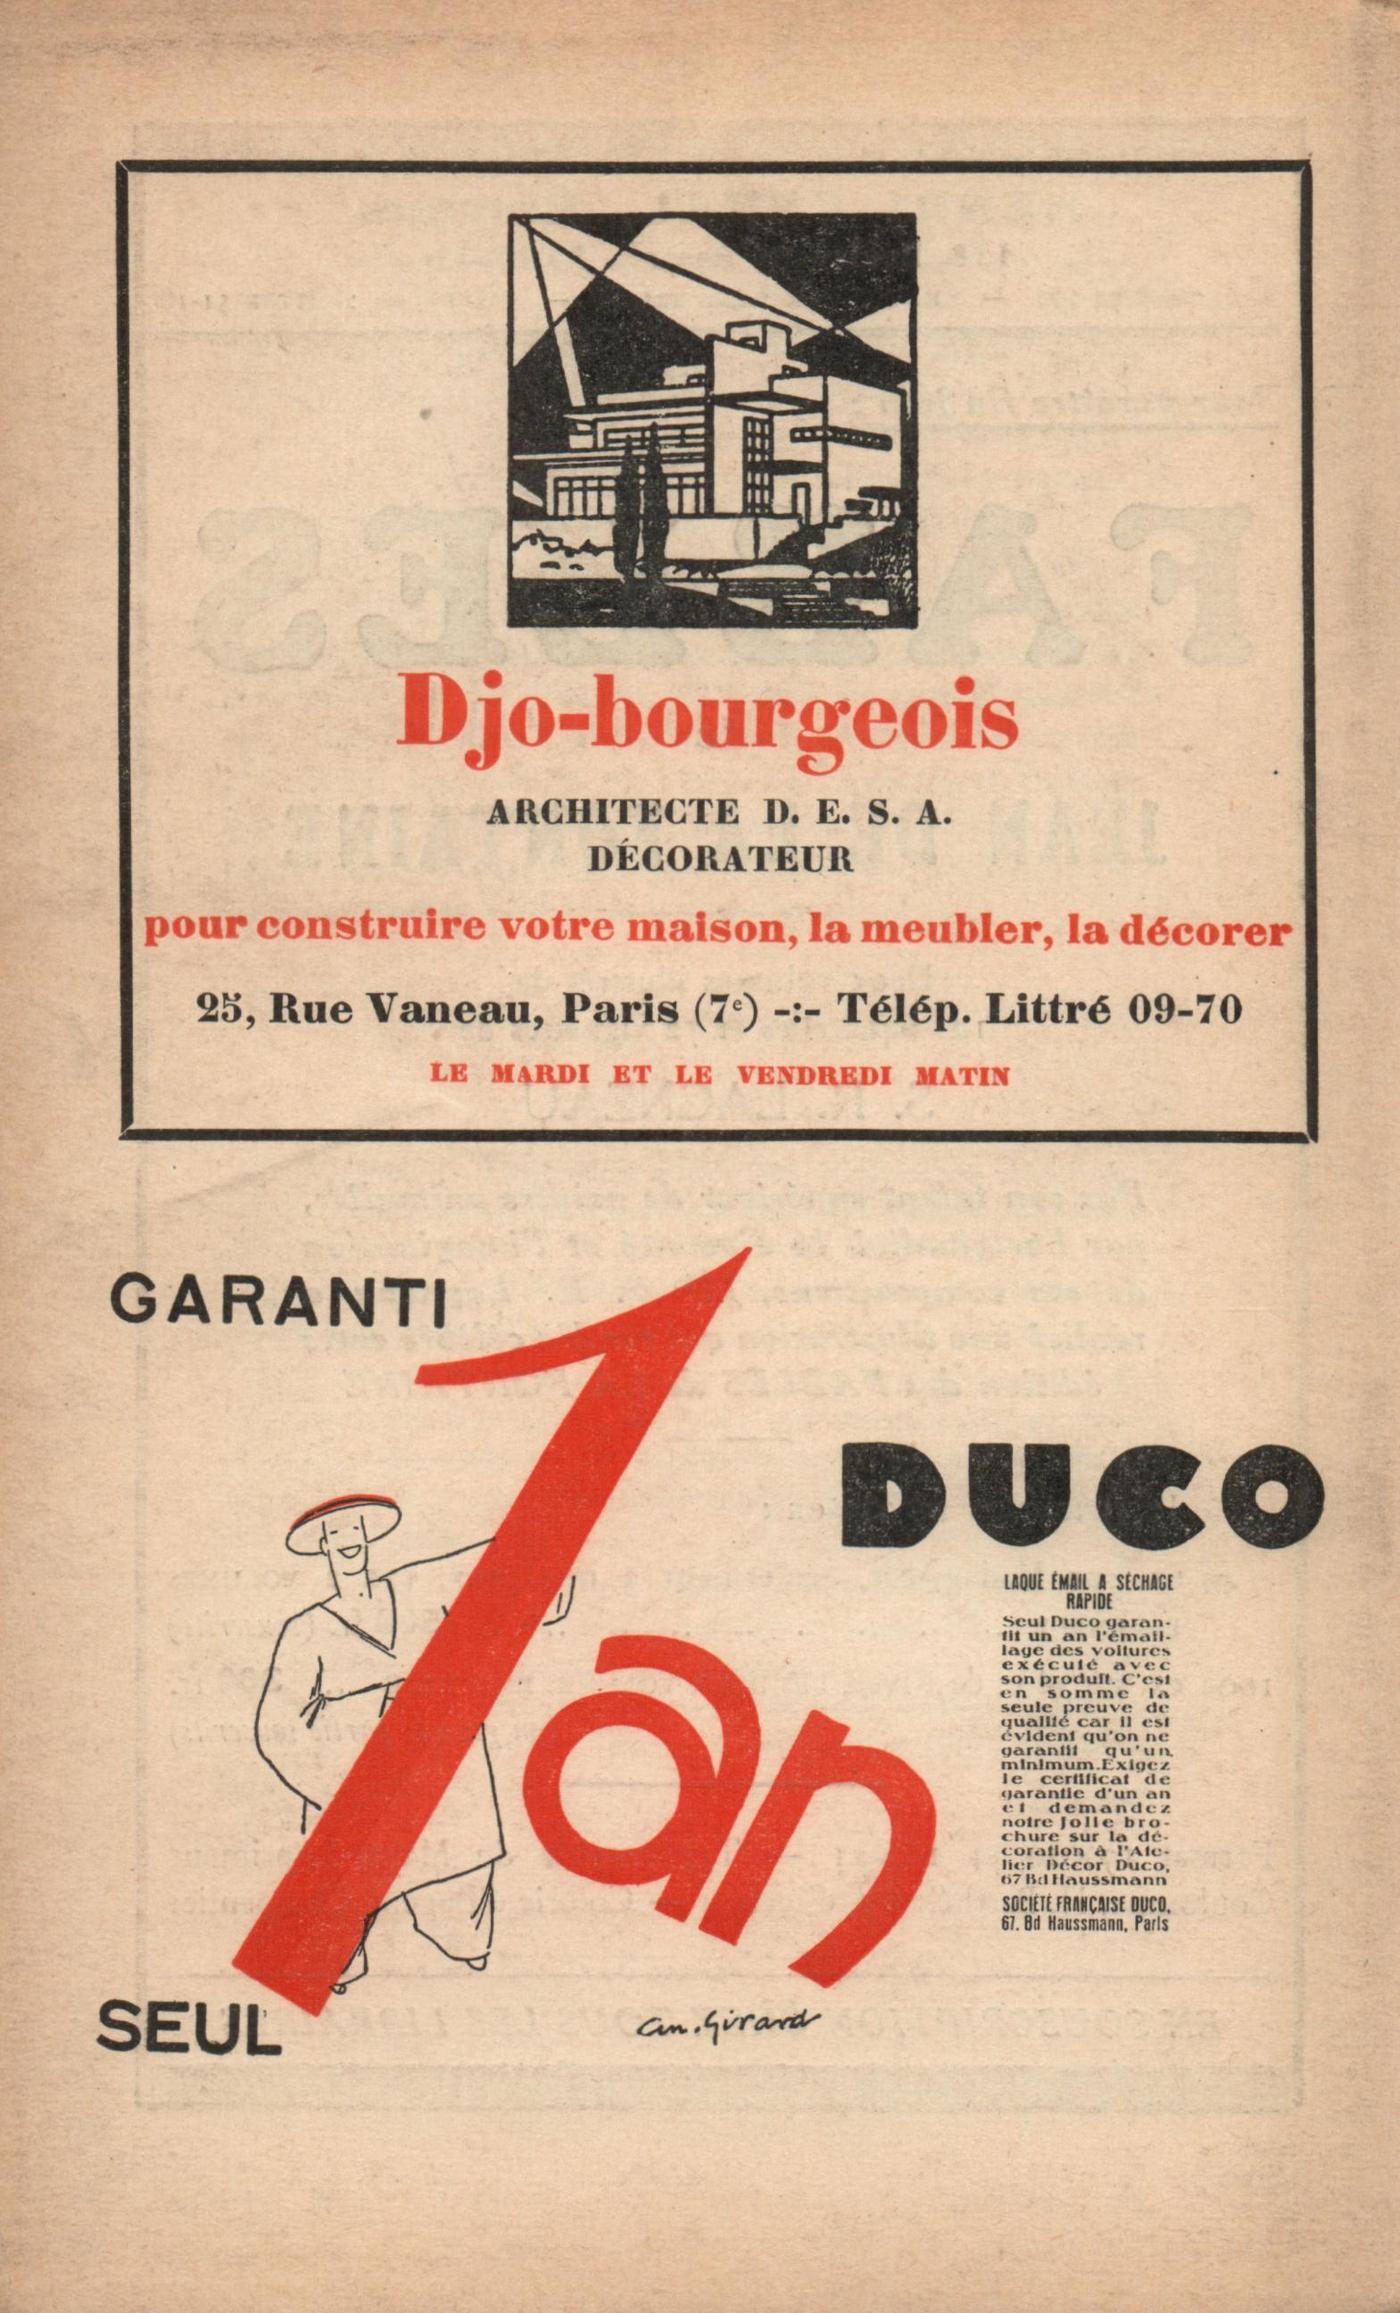 Djo-bourgeois
ARCHITECTE D. E. S. A.
DÉCORATEUR
pour construire votre maison, la meubler, la décorer
25, Rue Vaneau, Paris (7e) -:- Télép. Littré 09-70
LE MARDI ET LE VENDREDI MATIN
GARANTI
1 an
SEUL
an. Girard
DUCO
LAQUE ÉMAIL A SÉCHAGE
RAPIDE
Seul Duco garan-
tit un an l'émail-
lage des voitures
exécuté avec
son produit. C'est
en somme la
seule preuve de
qualité car il est
évident qu'on ne
garantit qu'un
minimum. Exigez
le certificat de
garantie d'un an
et demandez
notre jolie bro-
chure sur la dé-
coration à l'Ate-
lier Décor Duco,
67 Bd Haussmann
SOCIÉTÉ FRANÇAISE DUCO,
67. Bd Haussmann, Paris